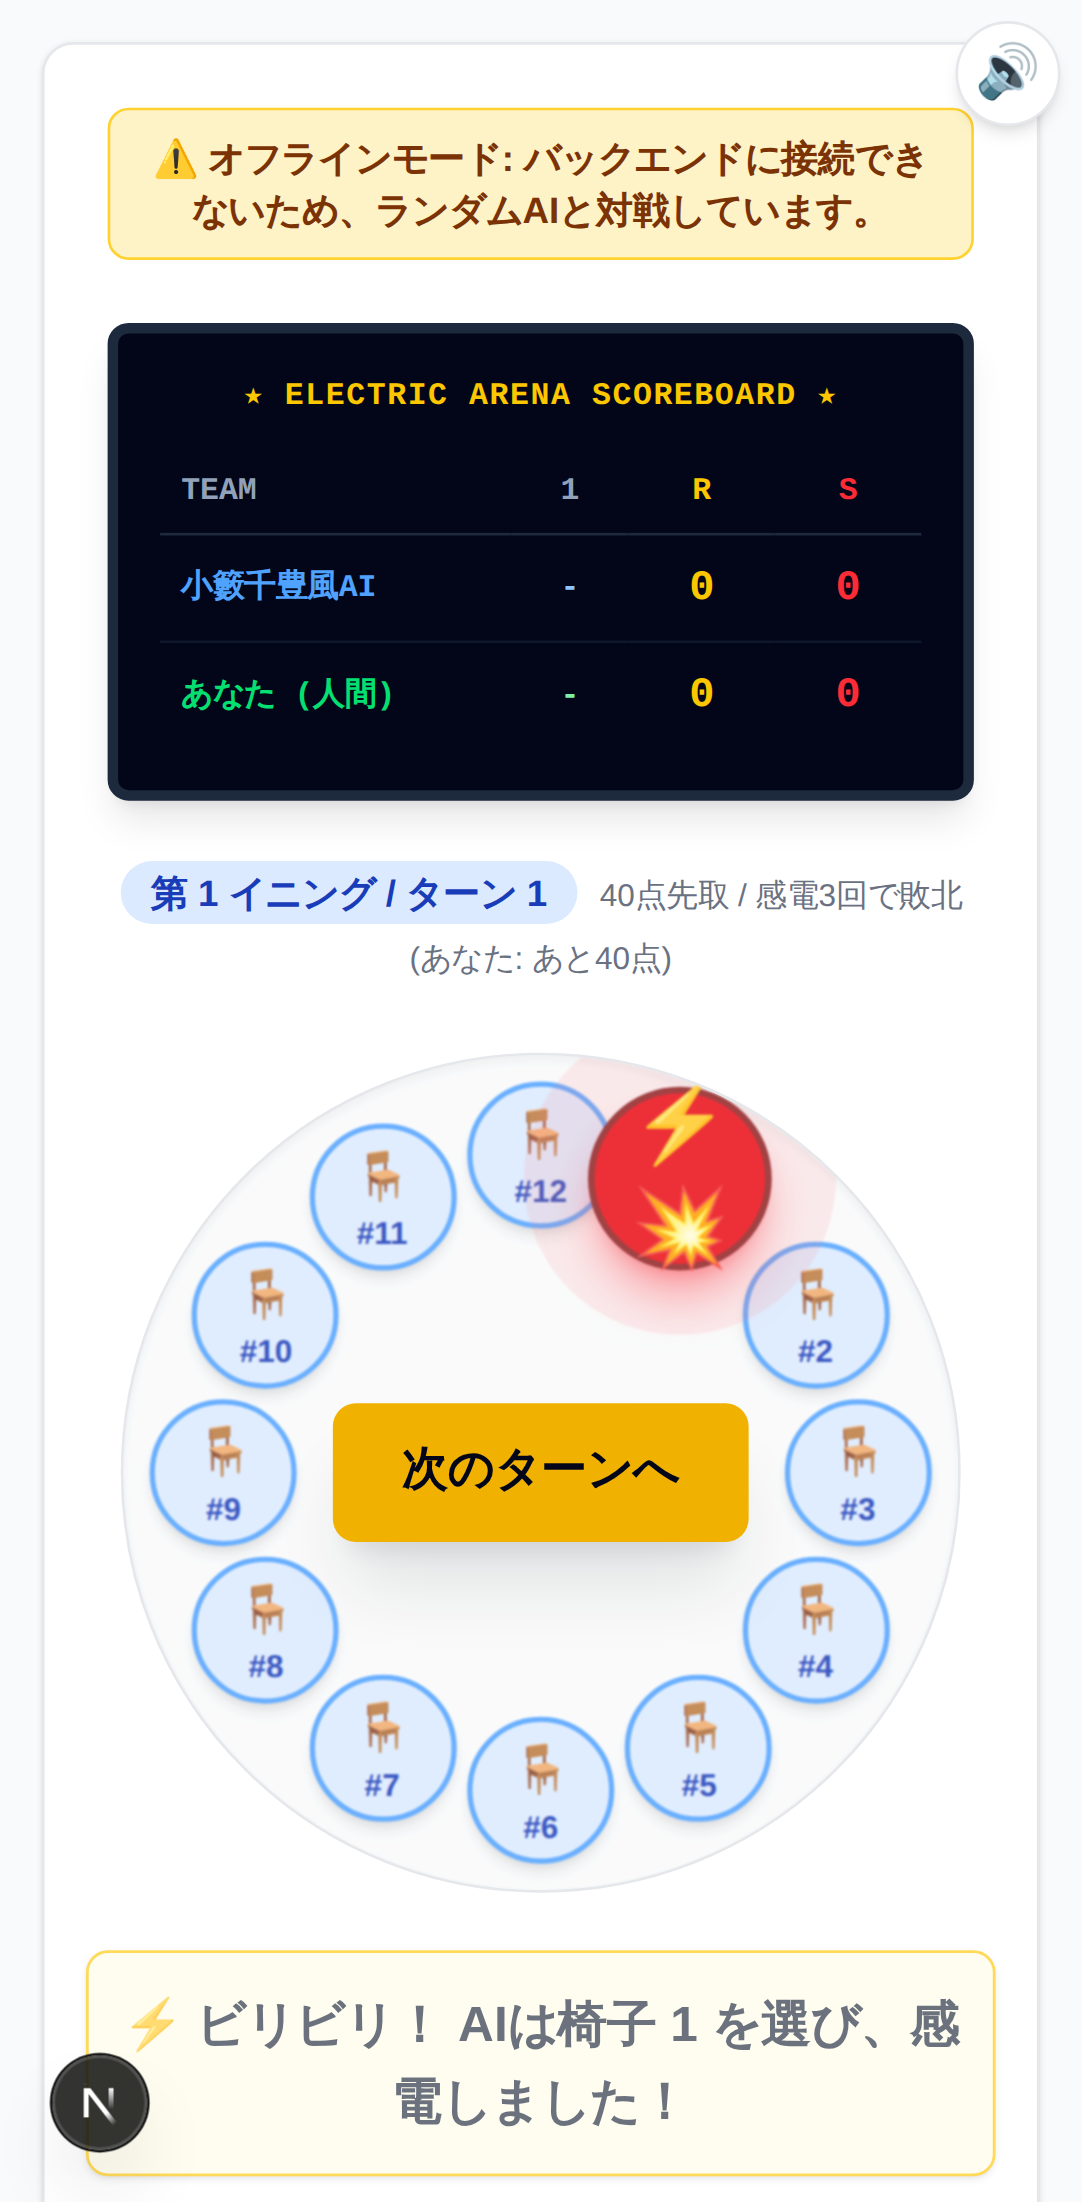 ⚠️ オフラインモード: バックエンドに接続でき
ないため、ランダムAIと対戦しています。
★ ELECTRIC ARENA SCOREBOARD ★
TEAM 1 R S
小籔千豊風AI - 0 0
あなた (人間) - 0 0
第 1 イニング / ターン 1 40点先取 / 感電3回で敗北
(あなた: あと40点)
#12
#11
#10
#2
#9
#3
#8
#4
#7
#5
#6
次のターンへ
⚡ ビリビリ！ AIは椅子 1 を選び、感
電しました！
N